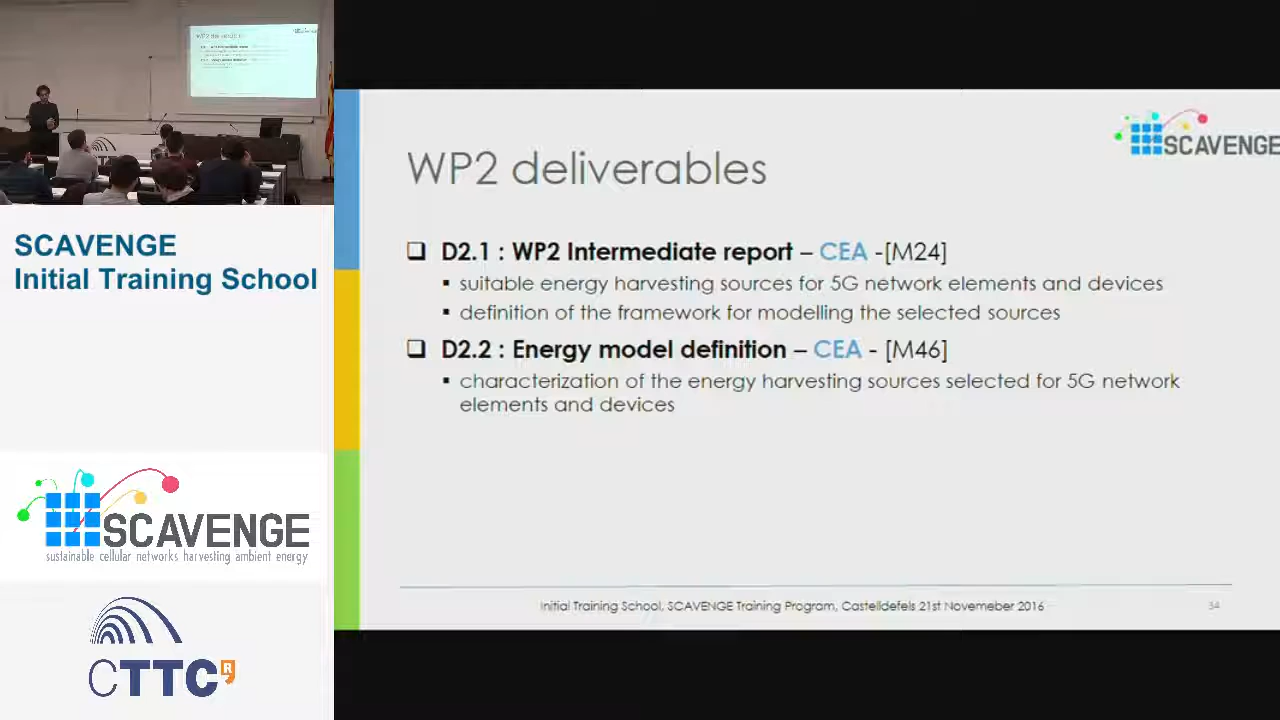 WP2 deliverables
SCAVENGE
Initial Training School
SCAVENGE
sustainable cellular networks harvesting ambient energy
CTTC
R
SCAVENGE
WP2 deliverables
D2.1 : WP2 Intermediate report – CEA -[M24]
suitable energy harvesting sources for 5G network elements and devices
definition of the framework for modelling the selected sources
D2.2 : Energy model definition – CEA - [M46]
characterization of the energy harvesting sources selected for 5G network
elements and devices
Initial Training School, SCAVENGE Training Program, Castelldefels 21st Novemeber 2016
34